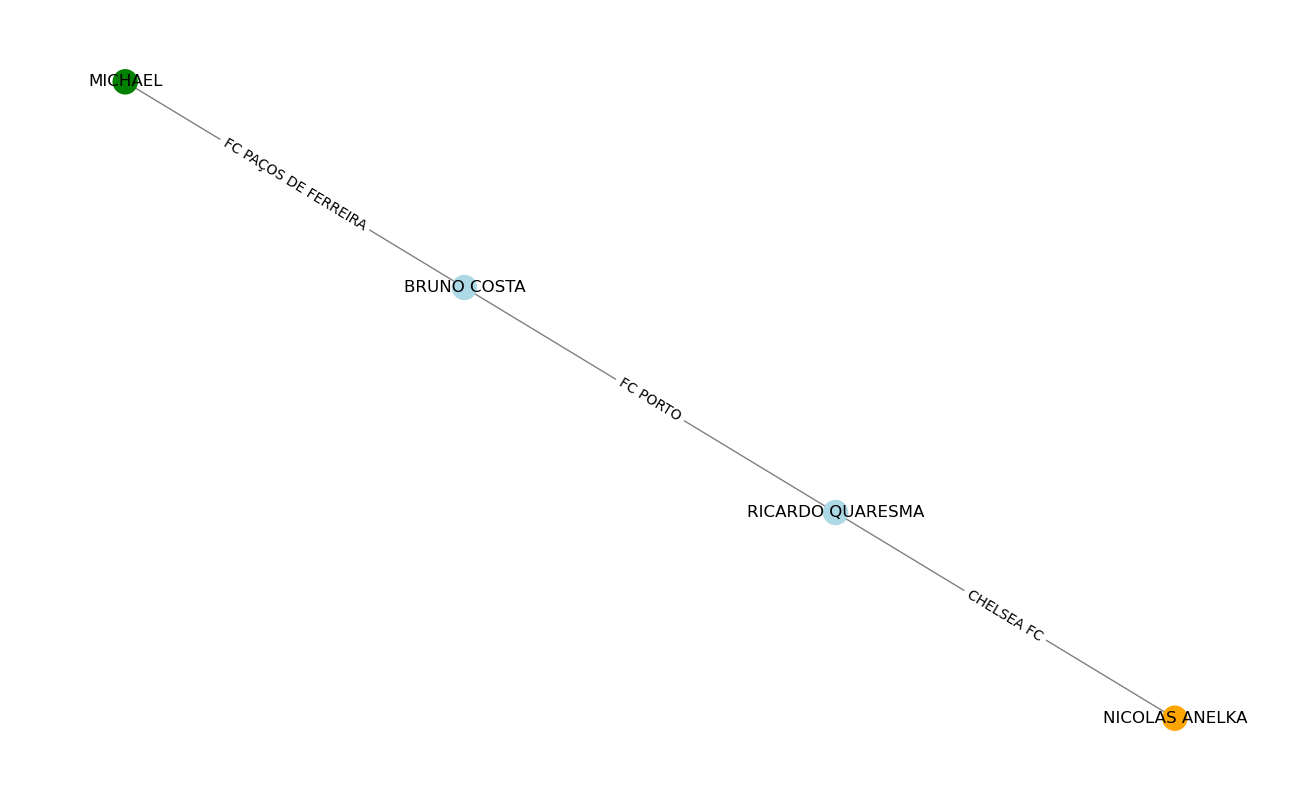 MICHAEL
FC PAÇOS DE FERREIRA
BRUNO COSTA
FC PORTO
RICARDO QUARESMA
CHELSEA FC
NICOLAS ANELKA